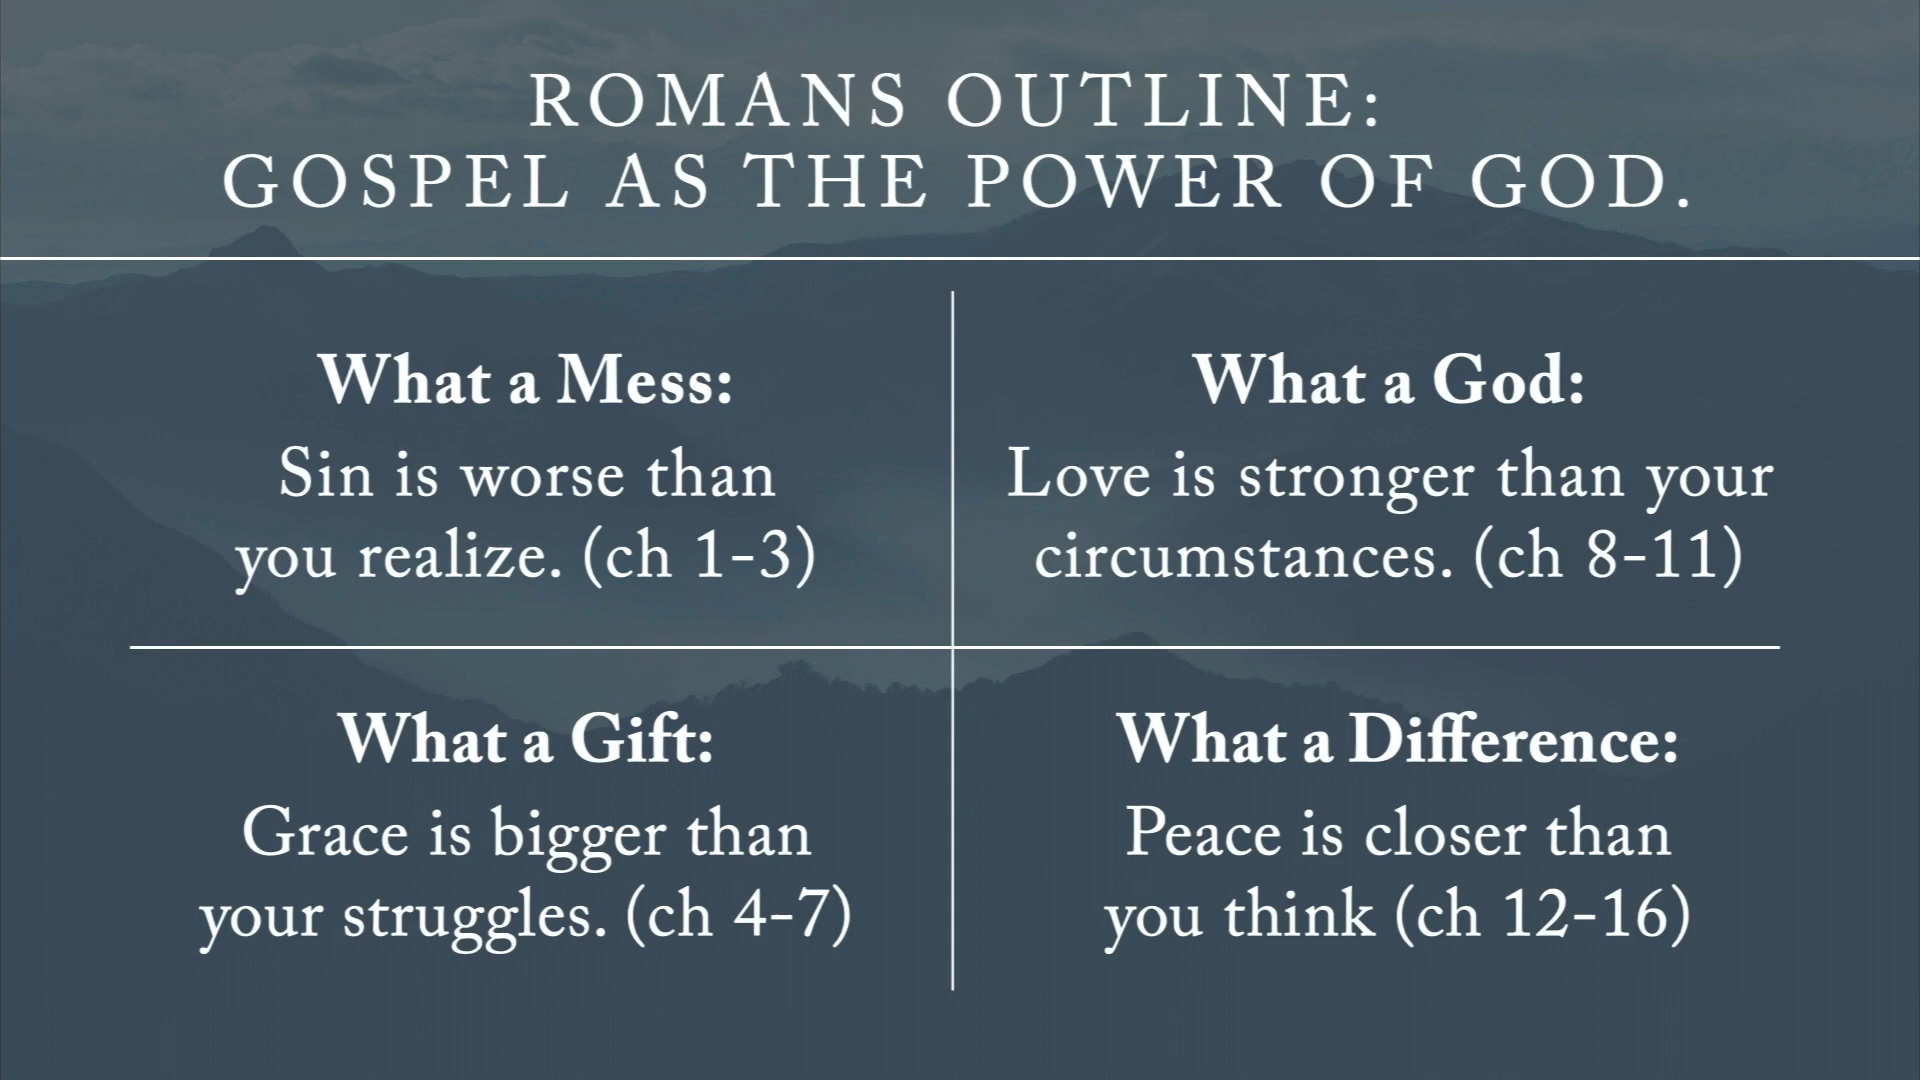 ROMANS OUTLINE:
GOSPEL AS THE POWER OF GOD.
What a Mess:
Sin is worse than
you realize. (ch 1-3)
What a Gift:
Grace is bigger than
your struggles. (ch 4-7)
What a God:
Love is stronger than your
circumstances. (ch 8-11)
What a Difference:
Peace is closer than
you think (ch 12-16)